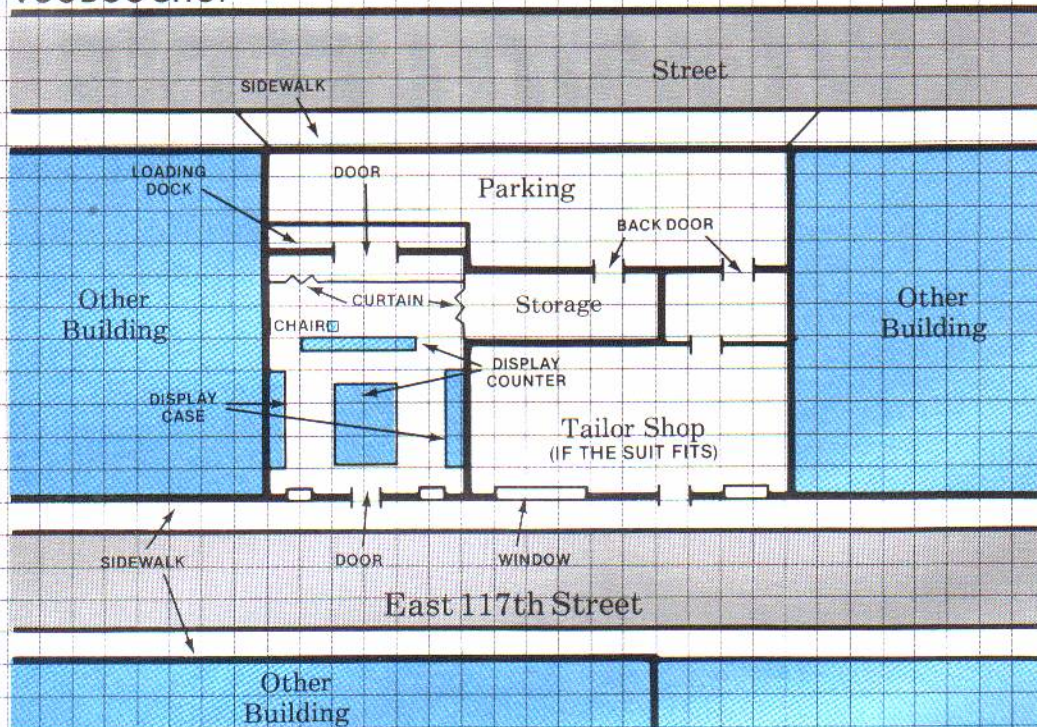 Street
SIDEWALK
LOADING
DOCK
DOOR
Parking
BACK DOOR
Other
Building
CURTAIN
Storage
Other
Building
CHAIR
DISPLAY
COUNTER
DISPLAY
CASE
Tailor Shop
(IF THE SUIT FITS)
SIDEWALK
DOOR
WINDOW
East 117th Street
Other
Building